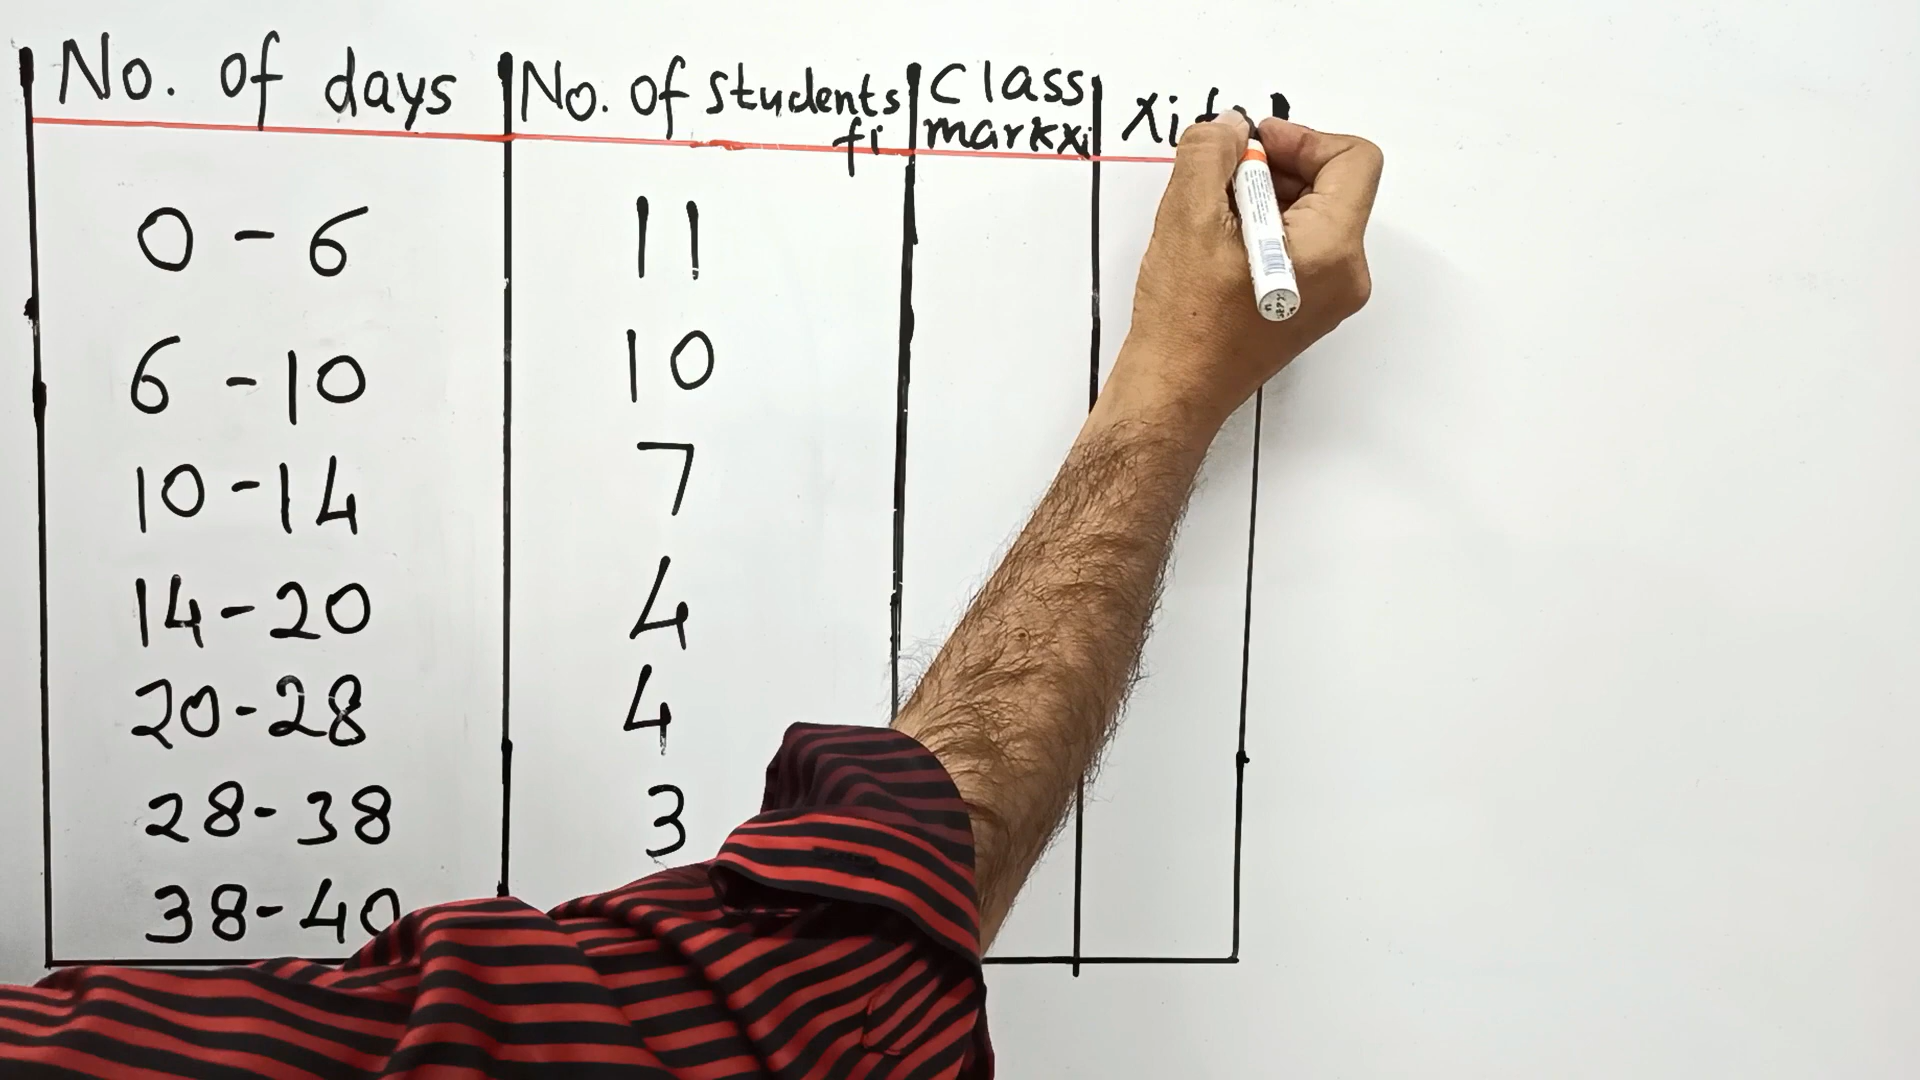 No. of days No. of students fi Class mark xi xi
0 - 6 11
6 - 10 10
10 - 14 7
14 - 20 4
20 - 28 4
28 - 38 3
38 - 40